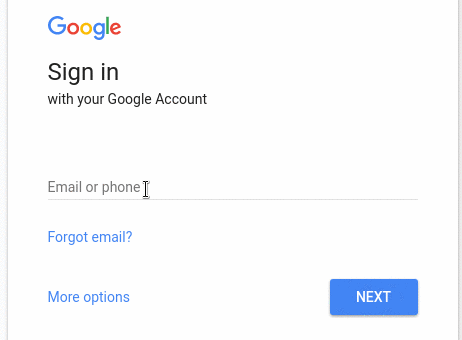 Google
Sign in
with your Google Account
Email or phone
Forgot email?
More options
NEXT